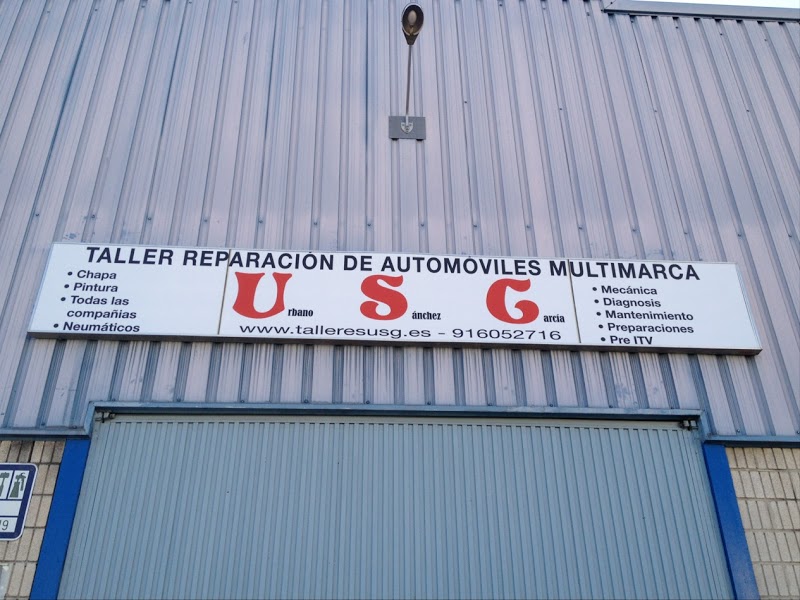 TALLER REPARACIÓN DE AUTOMÓVILES MULTIMARCA
• Chapa
• Pintura
• Todas las
compañías
• Neumáticos
Urbano Sánchez García
www.talleresusg.es - 916052716
• Mecánica
• Diagnosis
• Mantenimiento
• Preparaciones
• Pre ITV